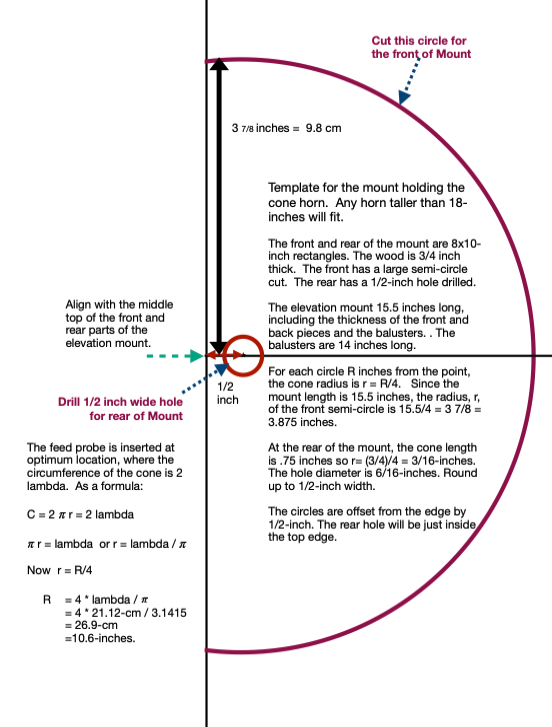 Cut this circle for
the front of Mount
3 7/8 inches = 9.8 cm
Template for the mount holding the
cone horn. Any horn taller than 18-
inches will fit.
The front and rear of the mount are 8x10-
inch rectangles. The wood is 3/4 inch
thick. The front has a large semi-circle
cut. The rear has a 1/2-inch hole drilled.
The elevation mount 15.5 inches long,
including the thickness of the front and
back pieces and the balusters. . The
balusters are 14 inches long.
Align with the middle
top of the front and
rear parts of the
elevation mount.
1/2
inch
Drill 1/2 inch wide hole
for rear of Mount
For each circle R inches from the point,
the cone radius is r = R/4. Since the
mount length is 15.5 inches, the radius, r,
of the front semi-circle is 15.5/4 = 3 7/8 =
3.875 inches.
At the rear of the mount, the cone length
is .75 inches so r= (3/4)/4 = 3/16-inches.
The hole diameter is 6/16-inches. Round
up to 1/2-inch width.
The circles are offset from the edge by
1/2-inch. The rear hole will be just inside
the top edge.
The feed probe is inserted at
optimum location, where the
circumference of the cone is 2
lambda. As a formula:
C = 2 π r = 2 lambda
π r = lambda or r = lambda / π
Now r = R/4
R = 4 * lambda / π
= 4 * 21.12-cm / 3.1415
= 26.9-cm
=10.6-inches.